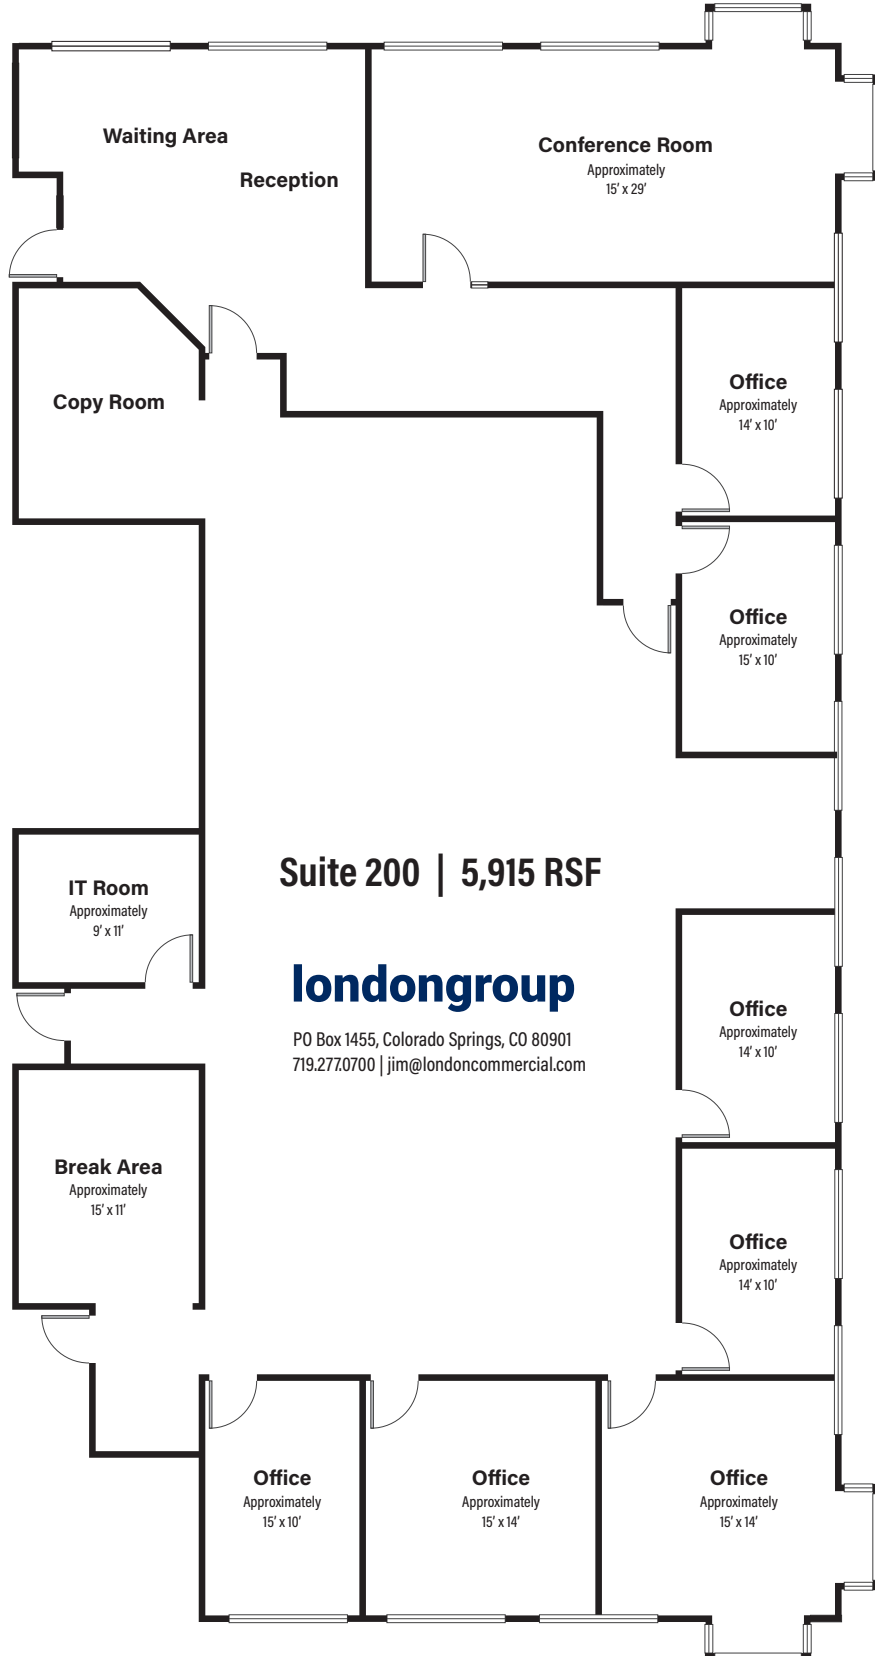 Waiting Area
Reception
Conference Room
Approximately
15' x 29'
Copy Room
Office
Approximately
14' x 10'
Office
Approximately
15' x 10'
Suite 200 | 5,915 RSF
londongroup
PO Box 1455, Colorado Springs, CO 80901
719.277.0700 | jim@londoncommercial.com
IT Room
Approximately
9' x 11'
Office
Approximately
14' x 10'
Break Area
Approximately
15' x 11'
Office
Approximately
14' x 10'
Office
Approximately
15' x 10'
Office
Approximately
15' x 14'
Office
Approximately
15' x 14'